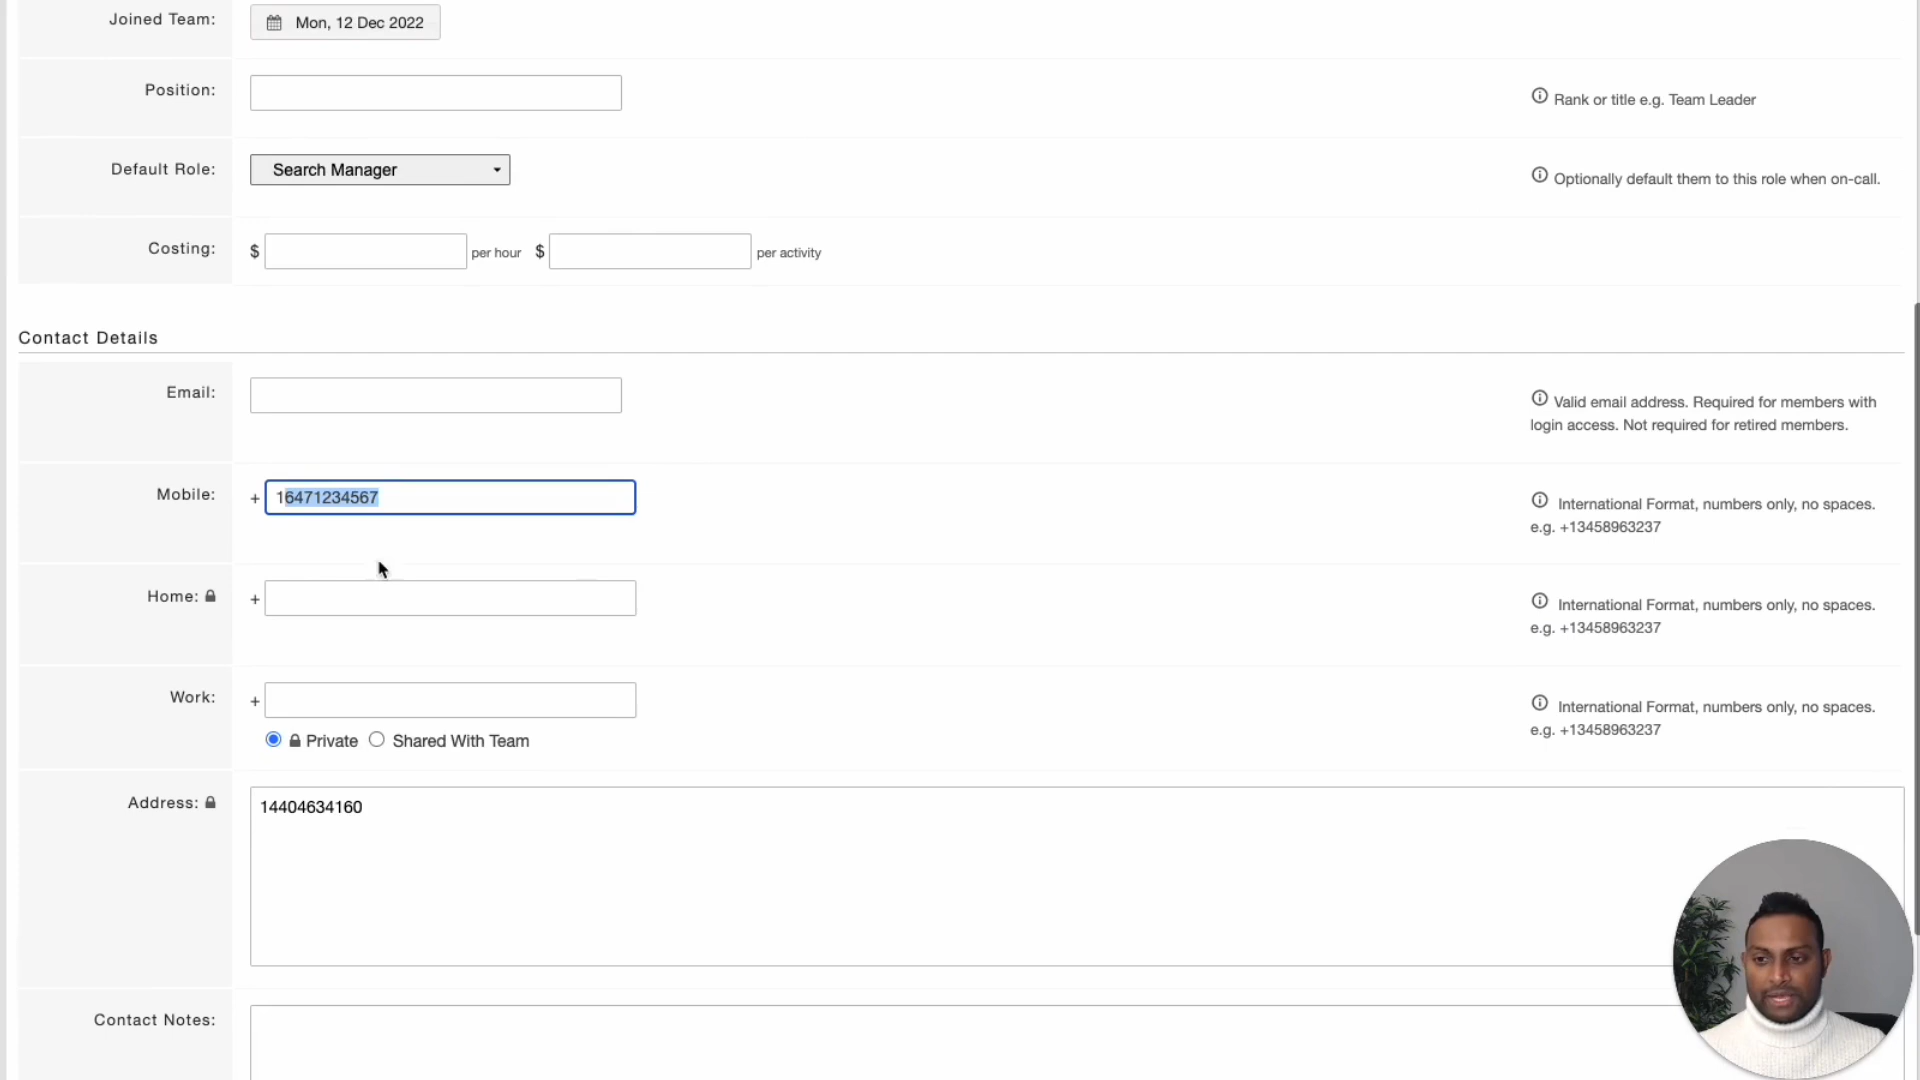 Joined Team:
Mon, 12 Dec 2022
Position:
Rank or title e.g. Team Leader
Default Role:
Search Manager
Optionally default them to this role when on-call.
Costing:
$
per hour
$
per activity
Contact Details
Email:
Valid email address. Required for members with
login access. Not required for retired members.
Mobile:
+
16471234567
International Format, numbers only, no spaces.
e.g. +13458963237
Home:
+
International Format, numbers only, no spaces.
e.g. +13458963237
Work:
+
International Format, numbers only, no spaces.
e.g. +13458963237
Private
Shared With Team
Address:
14404634160
Contact Notes: